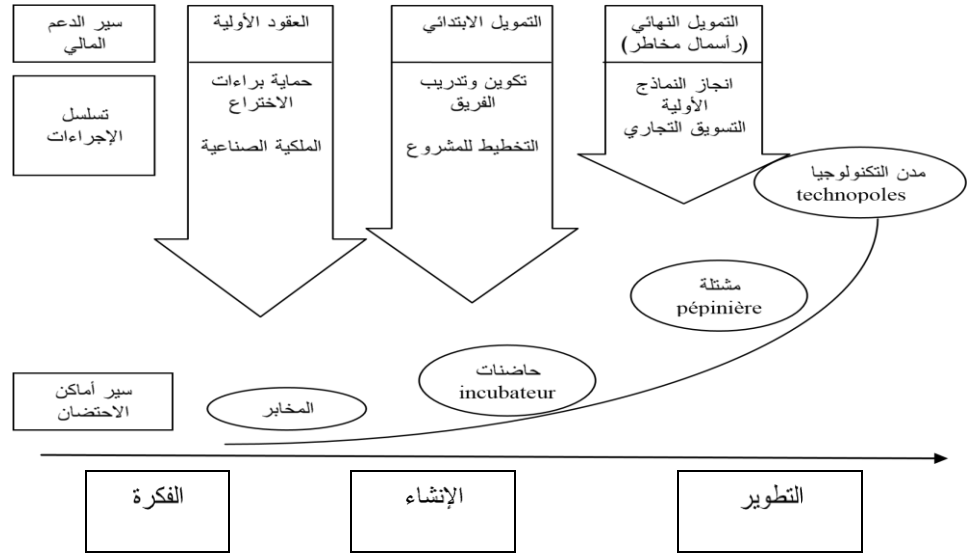 سير الدعم
المالي
العقود الأولية
التمويل الابتدائي
التمويل النهائي
(رأسمال مخاطر)
تسلسل
الإجراءات
حماية براءات
الاختراع
الملكية الصناعية
تكوين وتدريب
الفريق
التخطيط للمشروع
انجاز النماذج
الأولية
التسويق التجاري
مدن التكنولوجيا
technopoles
مشتلة
pépinière
حاضنات
incubateur
سير أماكن
الاحتضان
المخابر
الفكرة
الإنشاء
التطوير